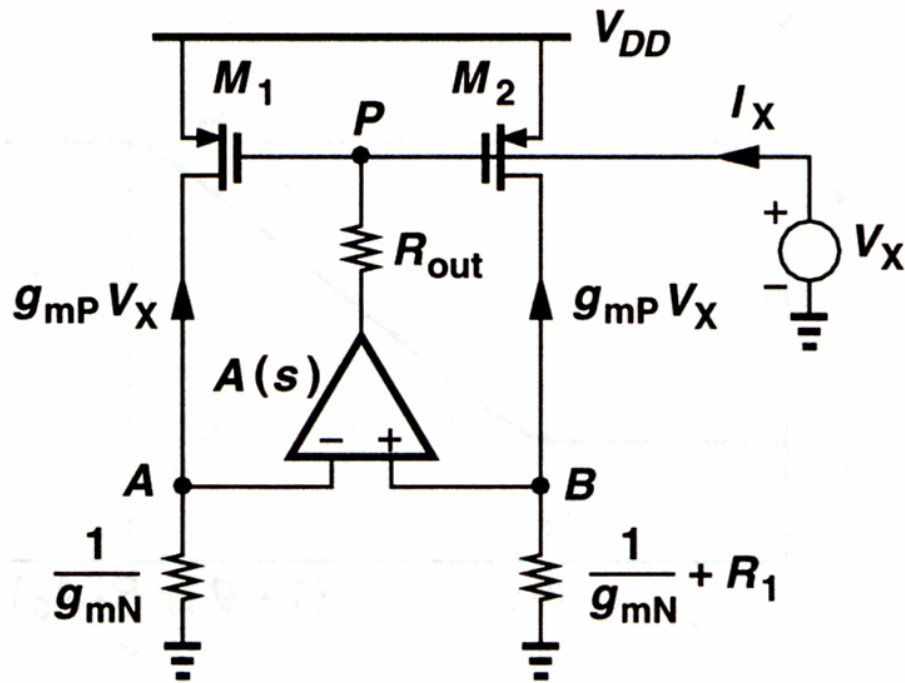 V_DD
M_1
M_2
P
I_X
+
V_X
−
R_out
g_mP V_X
g_mP V_X
A(s)
− +
A
B
1/g_mN
1/g_mN + R_1